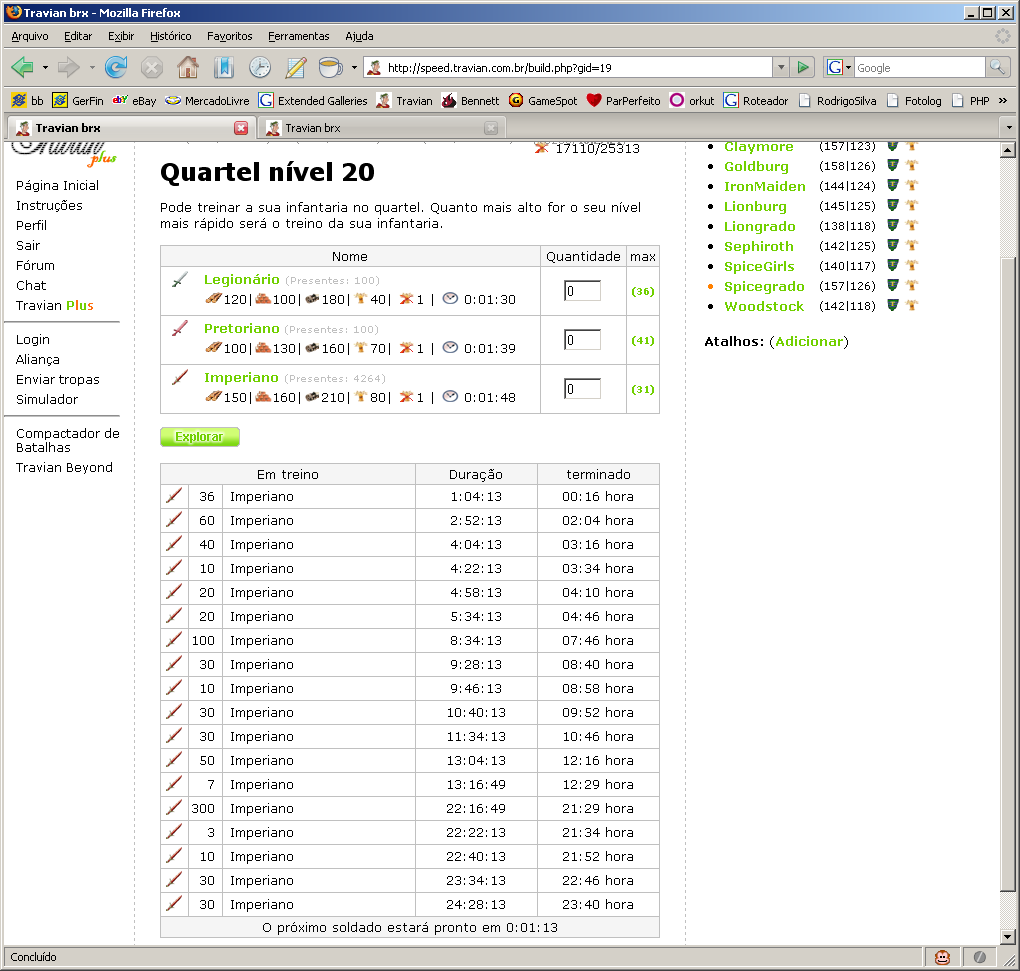 Travian brx - Mozilla Firefox
Arquivo Editar Exibir Histórico Favoritos Ferramentas Ajuda
http://speed.travian.com.br/build.php?gid=19
G Google
bb GerFin eBay MercadoLivre Extended Galleries Travian Bennett GameSpot ParPerfeito orkut Roteador RodrigoSilva Fotolog PHP »
Travian brx Travian brx
Travian plus
17110/25313
Quartel nível 20
Pode treinar a sua infantaria no quartel. Quanto mais alto for o seu nível
mais rápido será o treino da sua infantaria.
Nome Quantidade max
Legionário (Presentes: 100)
120| 100| 180| 40| 1 | 0:01:30 0 (36)
Pretoriano (Presentes: 100)
100| 130| 160| 70| 1 | 0:01:39 0 (41)
Imperiano (Presentes: 4264)
150| 160| 210| 80| 1 | 0:01:48 0 (31)
Explorar
Em treino Duração terminado
36 Imperiano 1:04:13 00:16 hora
60 Imperiano 2:52:13 02:04 hora
40 Imperiano 4:04:13 03:16 hora
10 Imperiano 4:22:13 03:34 hora
20 Imperiano 4:58:13 04:10 hora
20 Imperiano 5:34:13 04:46 hora
100 Imperiano 8:34:13 07:46 hora
30 Imperiano 9:28:13 08:40 hora
10 Imperiano 9:46:13 08:58 hora
30 Imperiano 10:40:13 09:52 hora
30 Imperiano 11:34:13 10:46 hora
50 Imperiano 13:04:13 12:16 hora
7 Imperiano 13:16:49 12:29 hora
300 Imperiano 22:16:49 21:29 hora
3 Imperiano 22:22:13 21:34 hora
10 Imperiano 22:40:13 21:52 hora
30 Imperiano 23:34:13 22:46 hora
30 Imperiano 24:28:13 23:40 hora
O próximo soldado estará pronto em 0:01:13
Página Inicial
Instruções
Perfil
Sair
Fórum
Chat
Travian Plus
Login
Aliança
Enviar tropas
Simulador
Compactador de
Batalhas
Travian Beyond
Claymore (157|123)
Goldburg (158|126)
IronMaiden (144|124)
Lionburg (145|125)
Liongrado (138|118)
Sephiroth (142|125)
SpiceGirls (140|117)
Spicegrado (157|126)
Woodstock (142|118)
Atalhos: (Adicionar)
Concluído